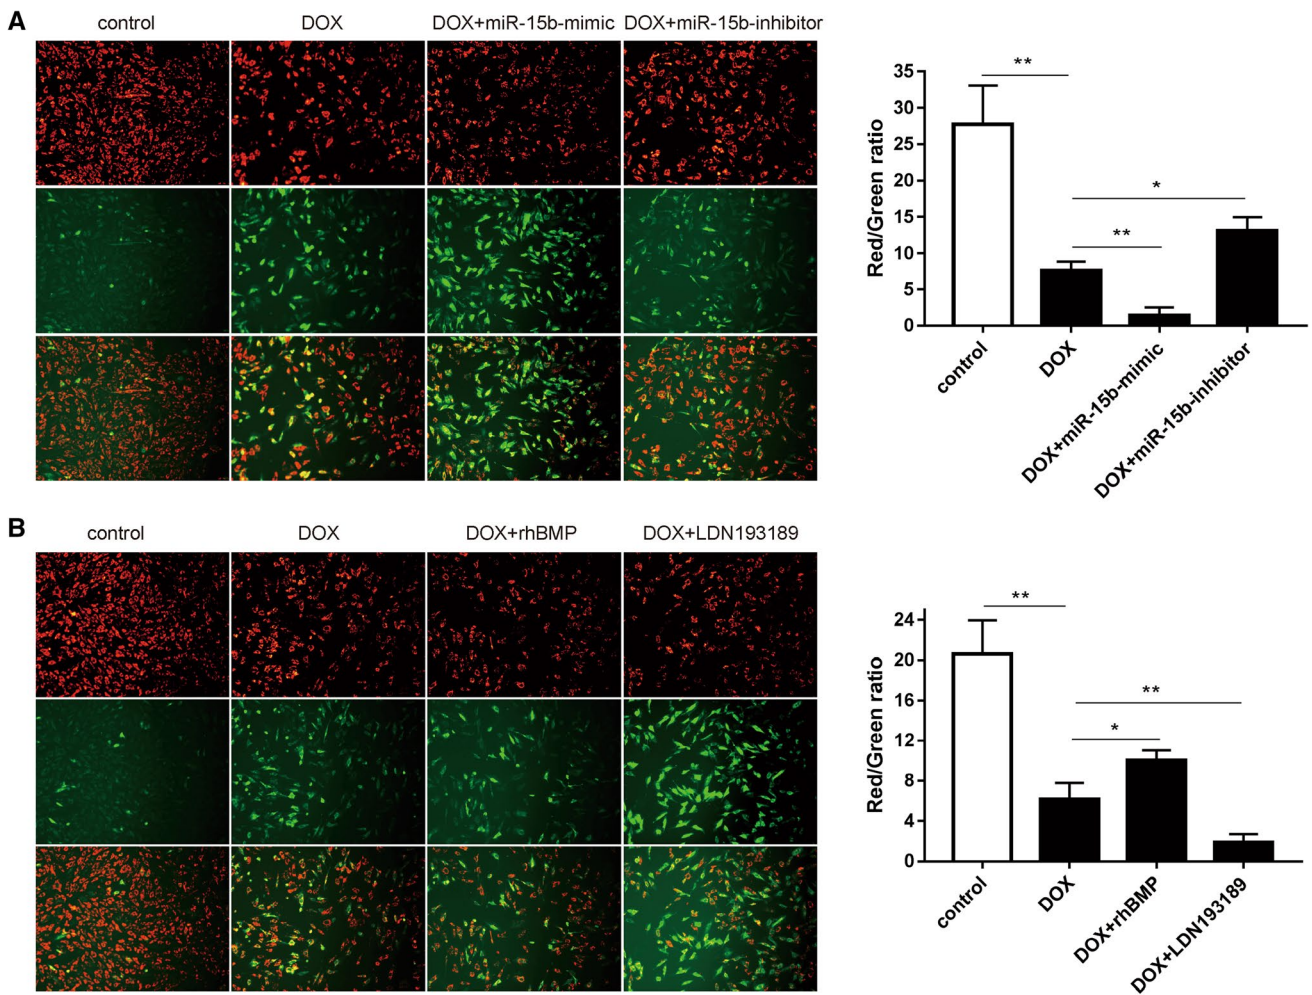 A
control DOX DOX+miR-15b-mimic DOX+miR-15b-inhibitor
Red/Green ratio
35
30
25
20
15
10
5
0
**
*
**
control
DOX
DOX+miR-15b-mimic
DOX+miR-15b-inhibitor
B
control DOX DOX+rhBMP DOX+LDN193189
Red/Green ratio
24
20
16
12
8
4
0
**
**
*
control
DOX
DOX+rhBMP
DOX+LDN193189